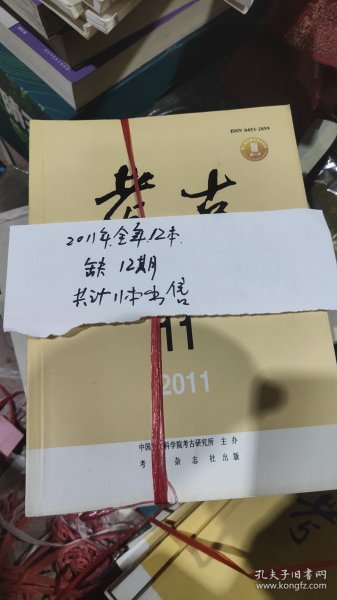 ISSN 0453-2899
考古
2011年全年12本.
缺 12期
共计11本出售
11
2011
中国 科学院考古研究所 主办
考 杂志社出版
孔夫子旧书网
www.kongfz.com